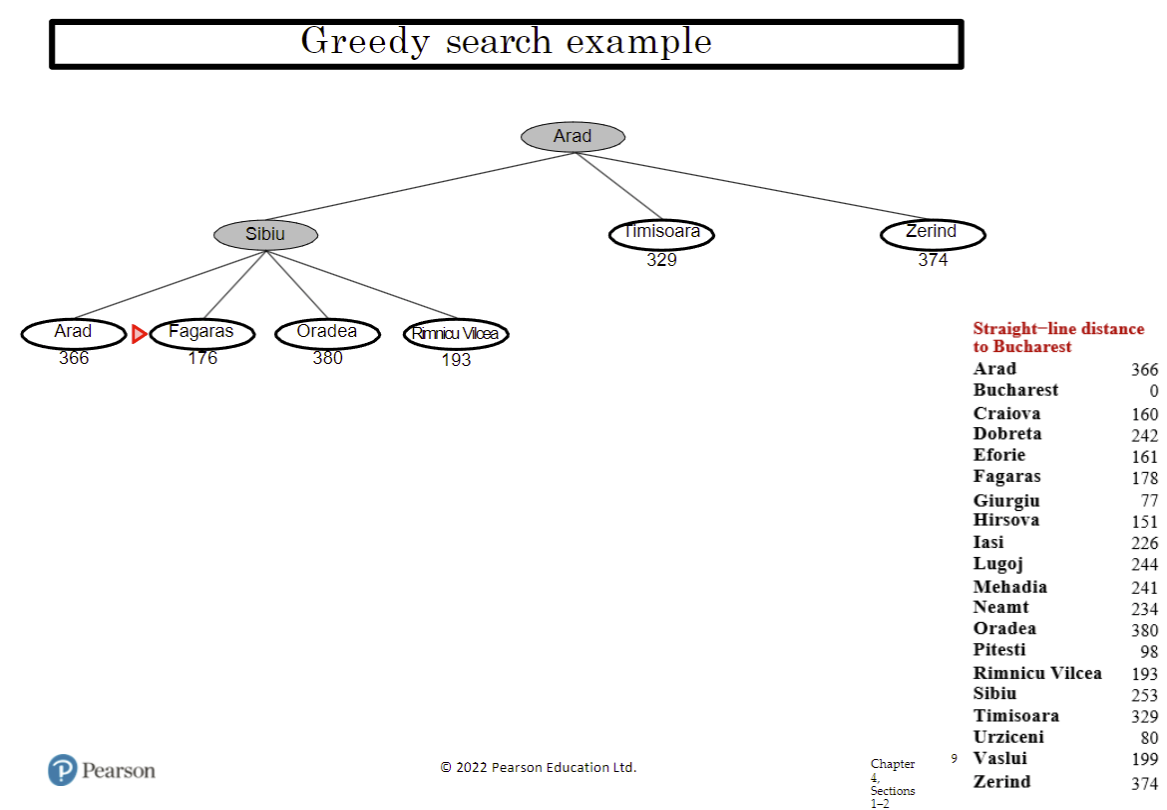 Greedy search example
Arad
Sibiu
Timisoara
Zerind
329
374
Arad
Fagaras
Oradea
Rimnicu Vilcea
366
176
380
193
Straight–line distance
to Bucharest
Arad 366
Bucharest 0
Craiova 160
Dobreta 242
Eforie 161
Fagaras 178
Giurgiu 77
Hirsova 151
Iasi 226
Lugoj 244
Mehadia 241
Neamt 234
Oradea 380
Pitesti 98
Rimnicu Vilcea 193
Sibiu 253
Timisoara 329
Urziceni 80
Vaslui 199
Zerind 374
P Pearson
© 2022 Pearson Education Ltd.
Chapter
4,
Sections
1–2
9